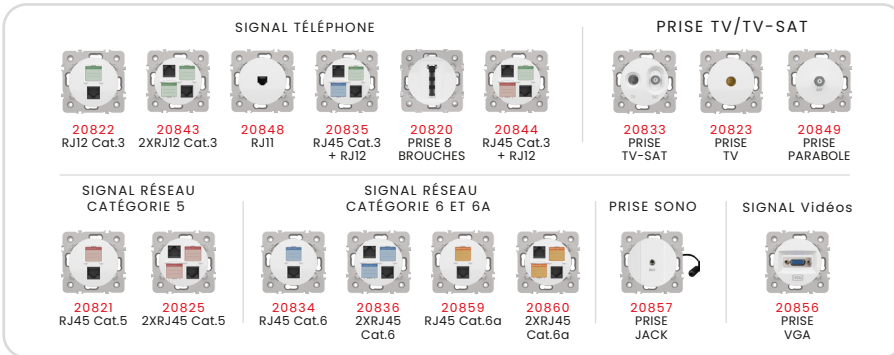 SIGNAL TÉLÉPHONE
20822
RJ12 Cat.3
20843
2XRJ12 Cat.3
20848
RJ11
20835
RJ45 Cat.3
+ RJ12
20820
PRISE 8
BROUCHES
20844
RJ45 Cat.3
+ RJ12
PRISE TV/TV-SAT
20833
PRISE
TV-SAT
20823
PRISE
TV
20849
PRISE
PARABOLE
SIGNAL RÉSEAU
CATÉGORIE 5
20821
RJ45 Cat.5
20825
2XRJ45 Cat.5
SIGNAL RÉSEAU
CATÉGORIE 6 ET 6A
20834
RJ45 Cat.6
20836
2XRJ45
Cat.6
20859
RJ45 Cat.6a
20860
2XRJ45
Cat.6a
PRISE SONO
20857
PRISE
JACK
SIGNAL Vidéos
20856
PRISE
VGA